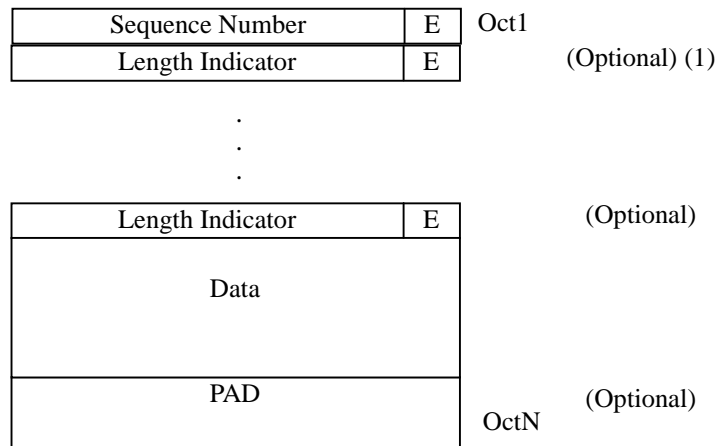 Sequence Number E Oct1
Length Indicator E (Optional) (1)
.
.
.
Length Indicator E (Optional)
Data
PAD (Optional)
OctN